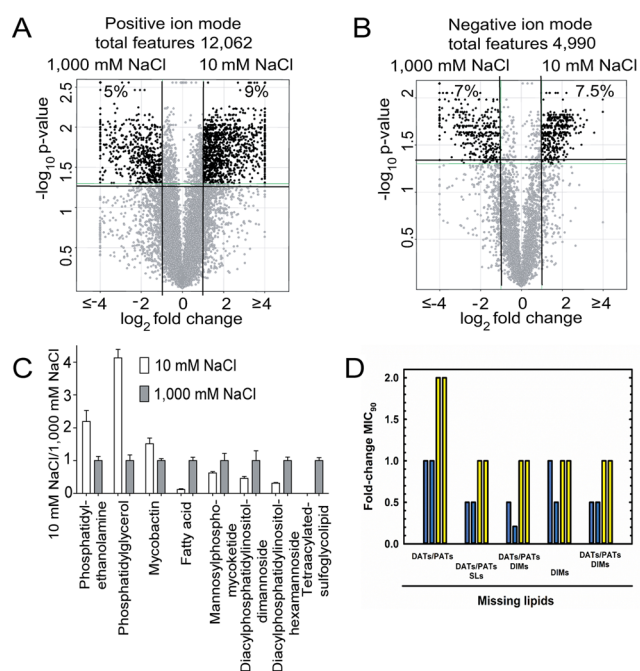 A
Positive ion mode
total features 12,062
1,000 mM NaCl 10 mM NaCl
5% 9%
2.5
2
1.5
1
0.5
-log10 p-value
≤-4 -2 0 2 ≥4
log2 fold change
B
Negative ion mode
total features 4,990
1,000 mM NaCl 10 mM NaCl
7% 7.5%
2
1.5
1
0.5
-log10 p-value
≤-4 -2 0 2 ≥4
log2 fold change
C
10 mM NaCl/1,000 mM NaCl
4
3
2
1
0
10 mM NaCl
1,000 mM NaCl
Phosphatidyl-
ethanolamine
Phosphatidylglycerol
Mycobactin
Fatty acid
Mannosylphospho-
mycoketide
Diacylphosphatidylinositol-
dimannoside
Diacylphosphatidylinositol-
hexamannoside
Tetraacylated-
sulfoglycolipid
D
Fold-change MIC90
2.0
1.5
1.0
0.5
0.0
DATs/PATs
DATs/PATs
SLs
DATs/PATs
DIMs
DIMs
DATs/PATs
DIMs
Missing lipids